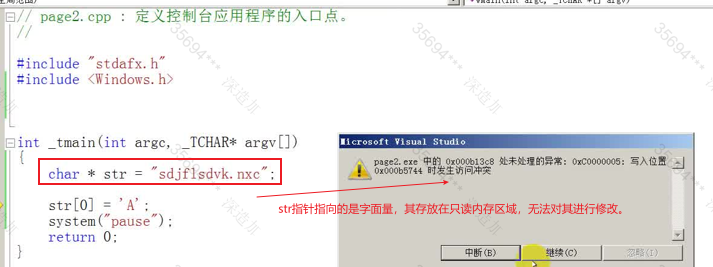 // page2.cpp : 定义控制台应用程序的入口点。
//
#include "stdafx.h"
#include <Windows.h>
int _tmain(int argc, _TCHAR* argv[])
{
char * str = "sdjflsdvk.nxc";
str[0] = 'A';
system("pause");
return 0;
}
Microsoft Visual Studio
page2.exe 中的 0x000b13c8 处未处理的异常: 0xC0000005: 写入位置
0x000b5744 时发生访问冲突
str指针指向的是字面量，其存放在只读内存区域，无法对其进行修改。
中断(B)
继续(C)
忽略(I)
35694***
35694***
35694***